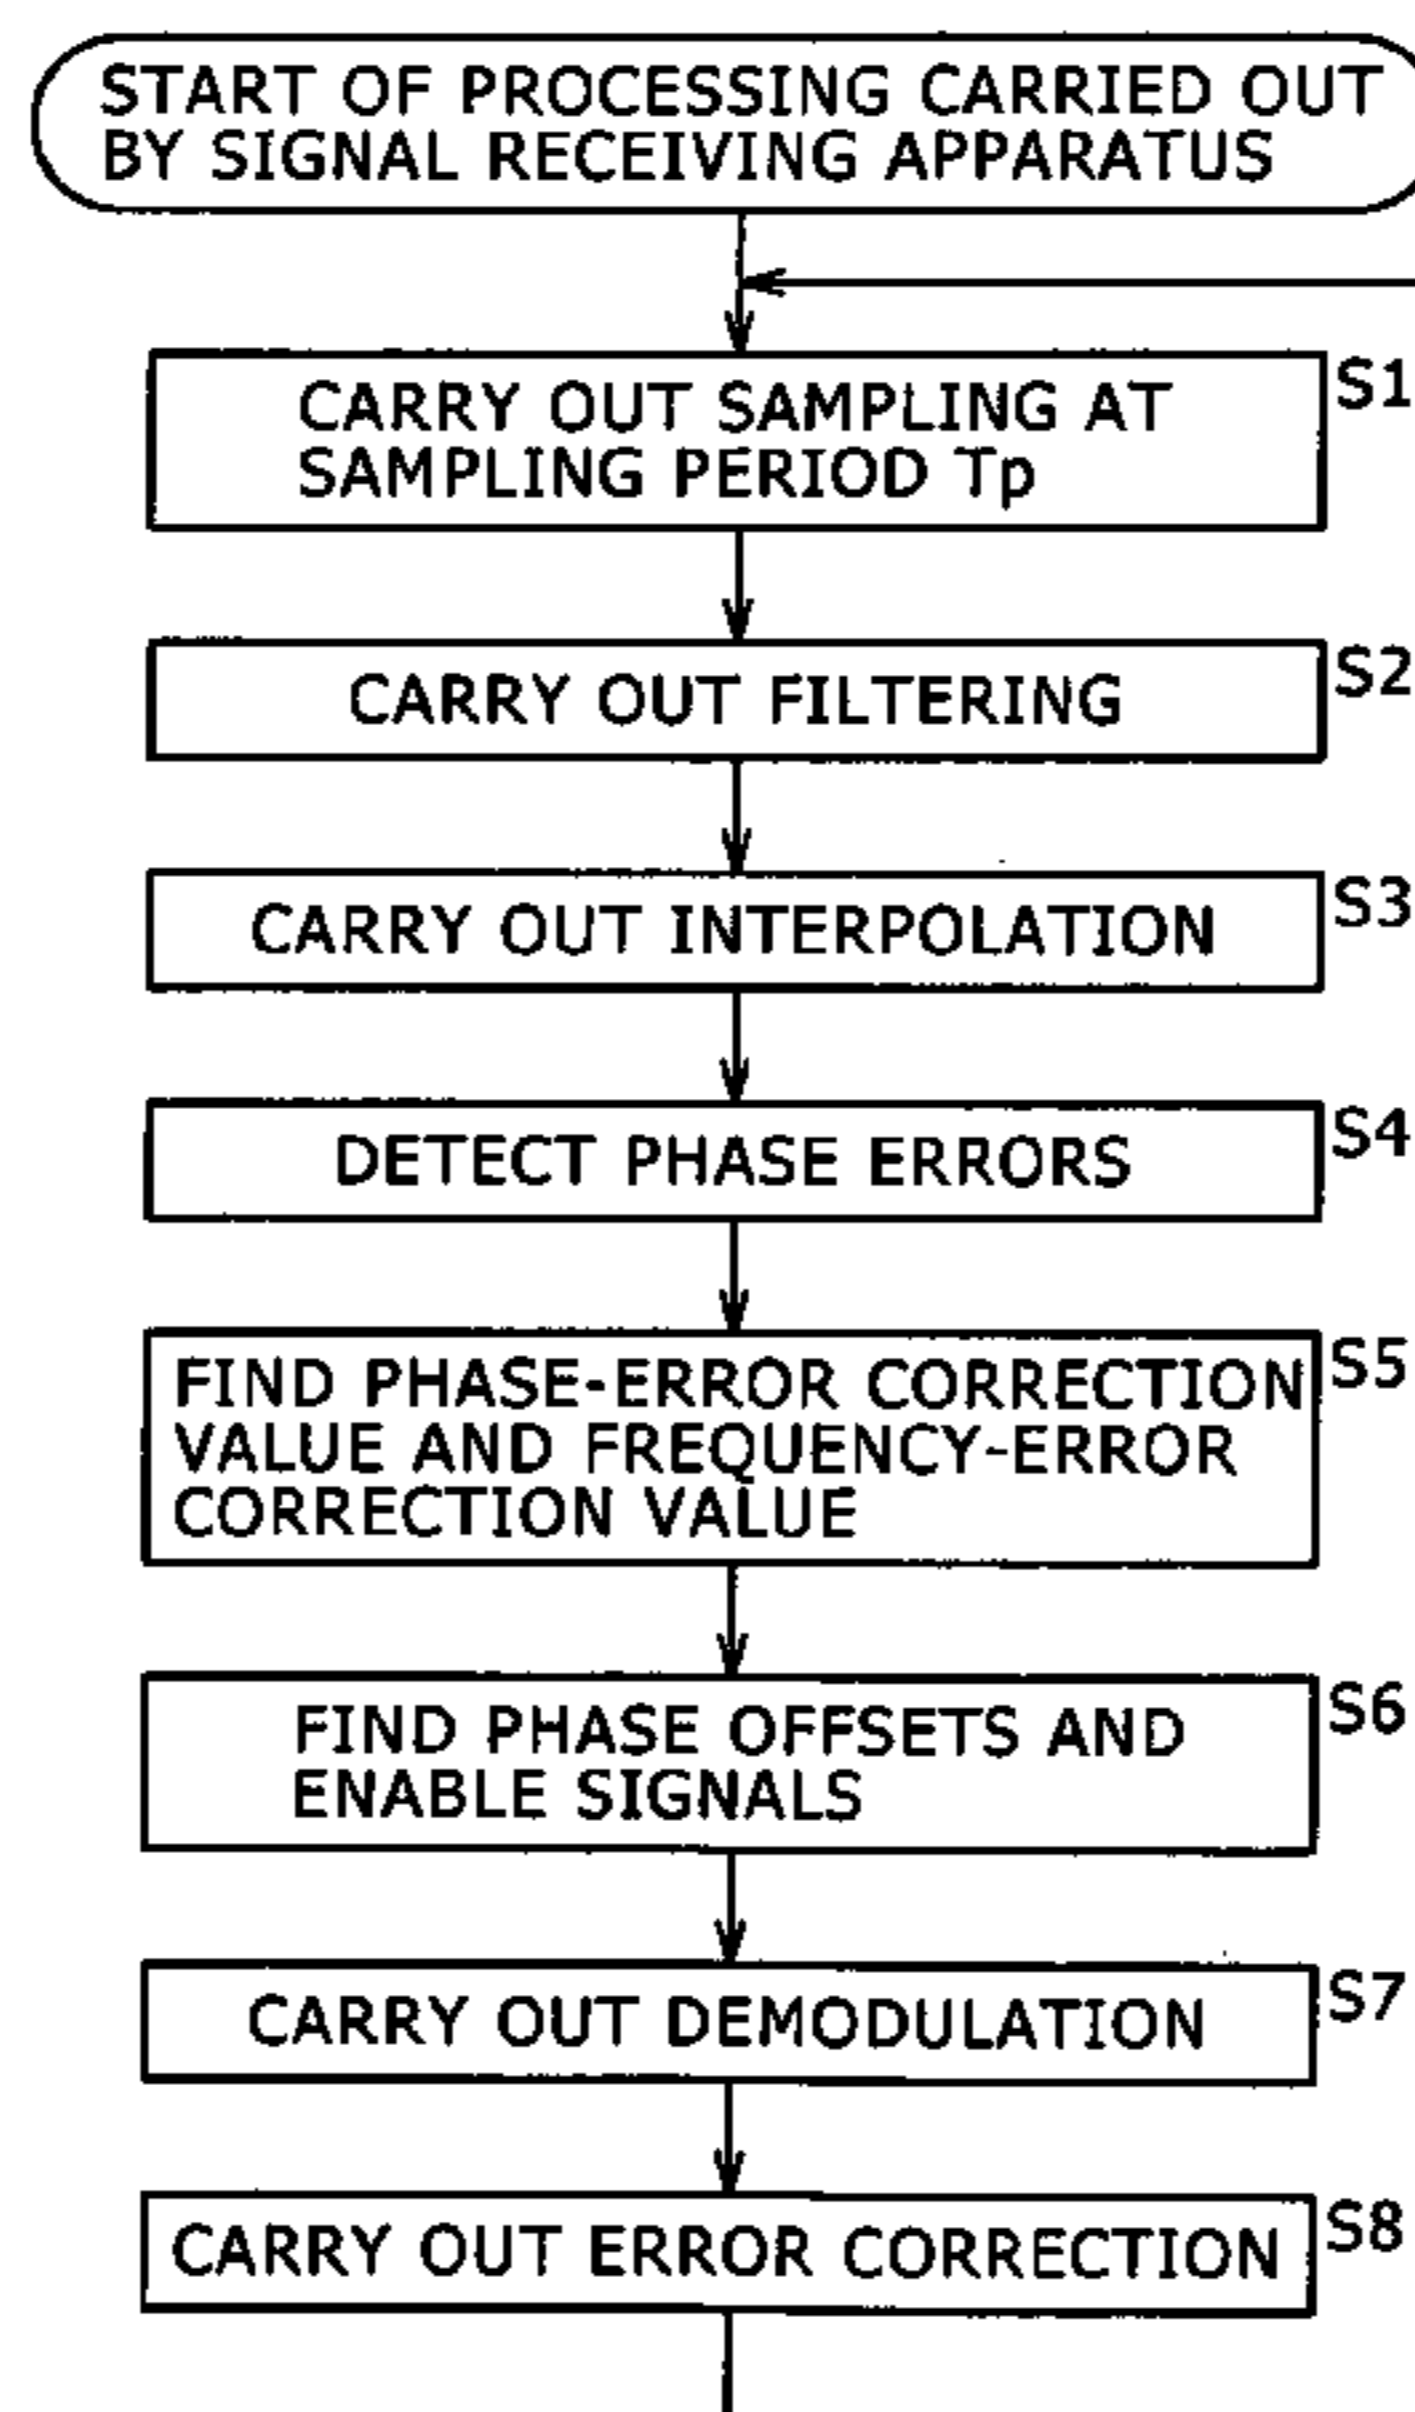 START OF PROCESSING CARRIED OUT
BY SIGNAL RECEIVING APPARATUS
S1
CARRY OUT SAMPLING AT
SAMPLING PERIOD Tp
S2
CARRY OUT FILTERING
S3
CARRY OUT INTERPOLATION
S4
DETECT PHASE ERRORS
S5
FIND PHASE-ERROR CORRECTION
VALUE AND FREQUENCY-ERROR
CORRECTION VALUE
S6
FIND PHASE OFFSETS AND
ENABLE SIGNALS
S7
CARRY OUT DEMODULATION
S8
CARRY OUT ERROR CORRECTION